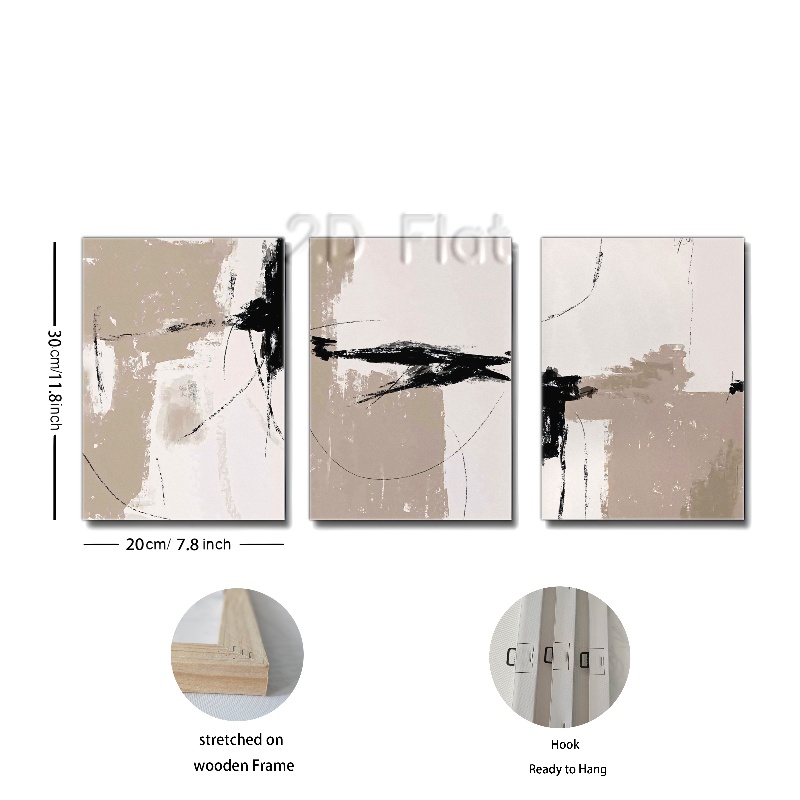 2D Flat
30cm/11.8inch
20cm/ 7.8 inch
stretched on
wooden Frame
Hook
Ready to Hang